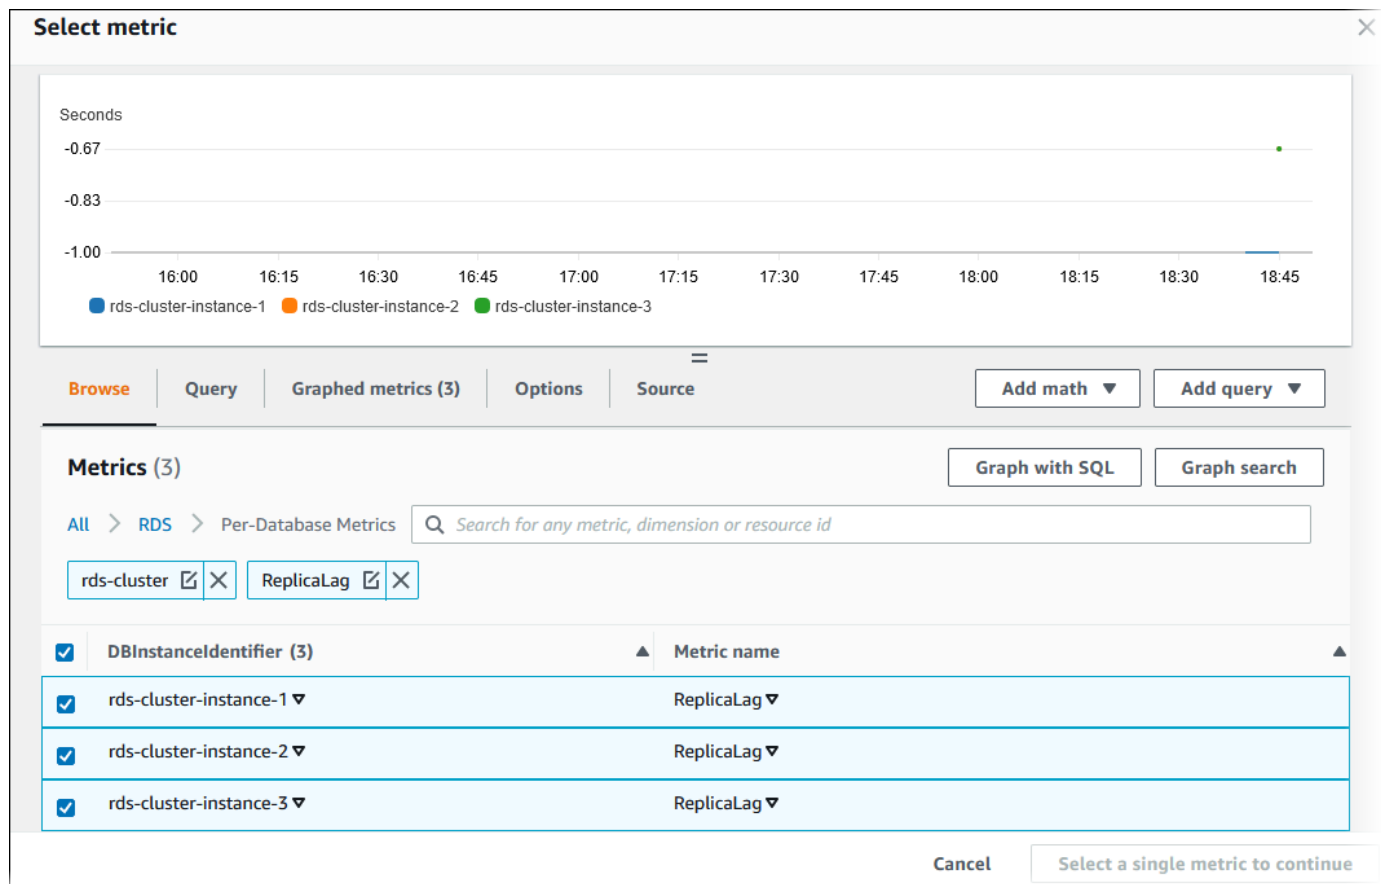 Select metric
Seconds
-0.67
-0.83
-1.00
16:00 16:15 16:30 16:45 17:00 17:15 17:30 17:45 18:00 18:15 18:30 18:45
rds-cluster-instance-1 rds-cluster-instance-2 rds-cluster-instance-3
Browse Query Graphed metrics (3) Options Source Add math Add query
Metrics (3) Graph with SQL Graph search
All RDS Per-Database Metrics Search for any metric, dimension or resource id
rds-cluster ReplicaLag
DBInstanceIdentifier (3) Metric name
rds-cluster-instance-1 ReplicaLag
rds-cluster-instance-2 ReplicaLag
rds-cluster-instance-3 ReplicaLag
Cancel Select a single metric to continue